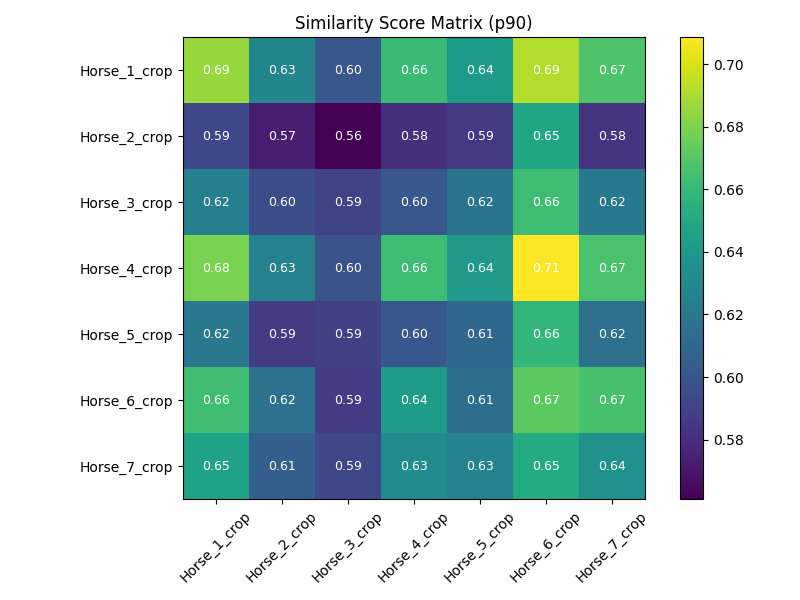 Similarity Score Matrix (p90)
Horse_1_crop 0.69 0.63 0.60 0.66 0.64 0.69 0.67
Horse_2_crop 0.59 0.57 0.56 0.58 0.59 0.65 0.58
Horse_3_crop 0.62 0.60 0.59 0.60 0.62 0.66 0.62
Horse_4_crop 0.68 0.63 0.60 0.66 0.64 0.71 0.67
Horse_5_crop 0.62 0.59 0.59 0.60 0.61 0.66 0.62
Horse_6_crop 0.66 0.62 0.59 0.64 0.61 0.67 0.67
Horse_7_crop 0.65 0.61 0.59 0.63 0.63 0.65 0.64
Horse_1_crop Horse_2_crop Horse_3_crop Horse_4_crop Horse_5_crop Horse_6_crop Horse_7_crop
0.70
0.68
0.66
0.64
0.62
0.60
0.58